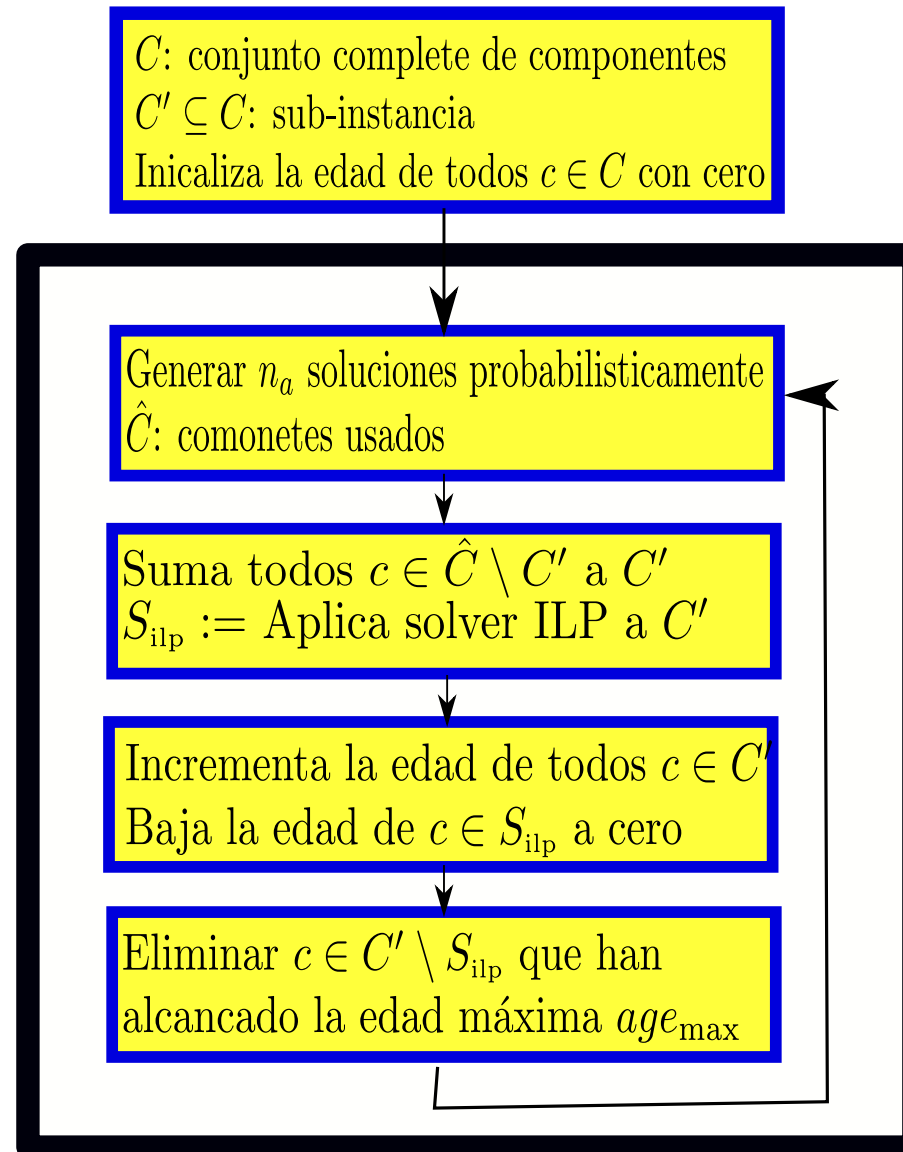 C: conjunto complete de componentes
C′ ⊆ C: sub-instancia
Inicaliza la edad de todos c ∈ C con cero
Generar nₐ soluciones probabilisticamente
Ĉ: comonetes usados
Suma todos c ∈ Ĉ \ C′ a C′
S_ilp := Aplica solver ILP a C′
Incrementa la edad de todos c ∈ C′
Baja la edad de c ∈ S_ilp a cero
Eliminar c ∈ C′ \ S_ilp que han
alcancado la edad máxima age_max